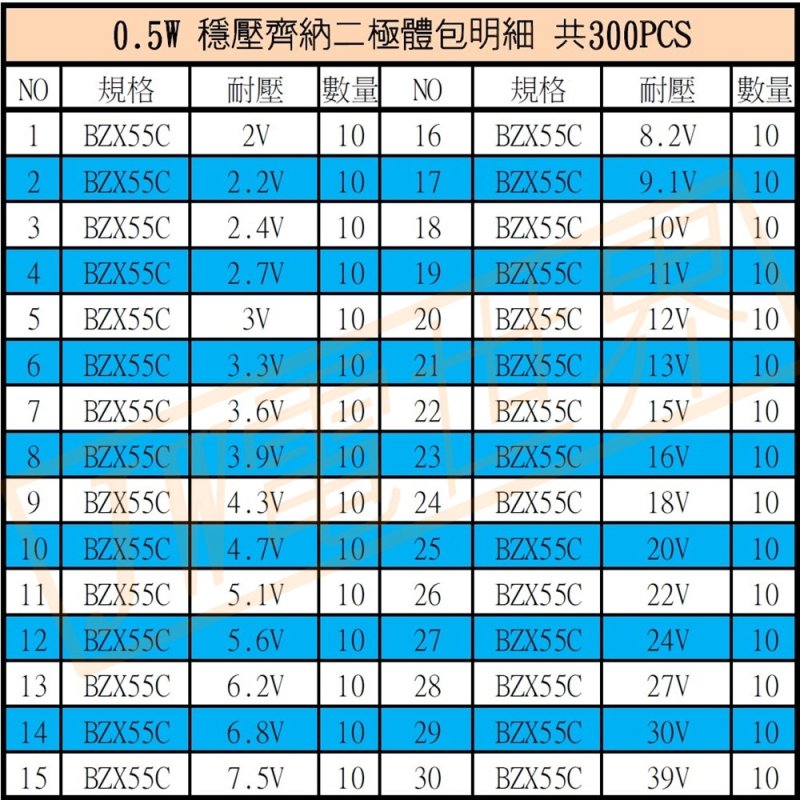 0.5W 穩壓齊納二極體包明細 共300PCS
NO 規格 耐壓 數量 NO 規格 耐壓 數量
1 BZX55C 2V 10 16 BZX55C 8.2V 10
2 BZX55C 2.2V 10 17 BZX55C 9.1V 10
3 BZX55C 2.4V 10 18 BZX55C 10V 10
4 BZX55C 2.7V 10 19 BZX55C 11V 10
5 BZX55C 3V 10 20 BZX55C 12V 10
6 BZX55C 3.3V 10 21 BZX55C 13V 10
7 BZX55C 3.6V 10 22 BZX55C 15V 10
8 BZX55C 3.9V 10 23 BZX55C 16V 10
9 BZX55C 4.3V 10 24 BZX55C 18V 10
10 BZX55C 4.7V 10 25 BZX55C 20V 10
11 BZX55C 5.1V 10 26 BZX55C 22V 10
12 BZX55C 5.6V 10 27 BZX55C 24V 10
13 BZX55C 6.2V 10 28 BZX55C 27V 10
14 BZX55C 6.8V 10 29 BZX55C 30V 10
15 BZX55C 7.5V 10 30 BZX55C 39V 10
JW電世界